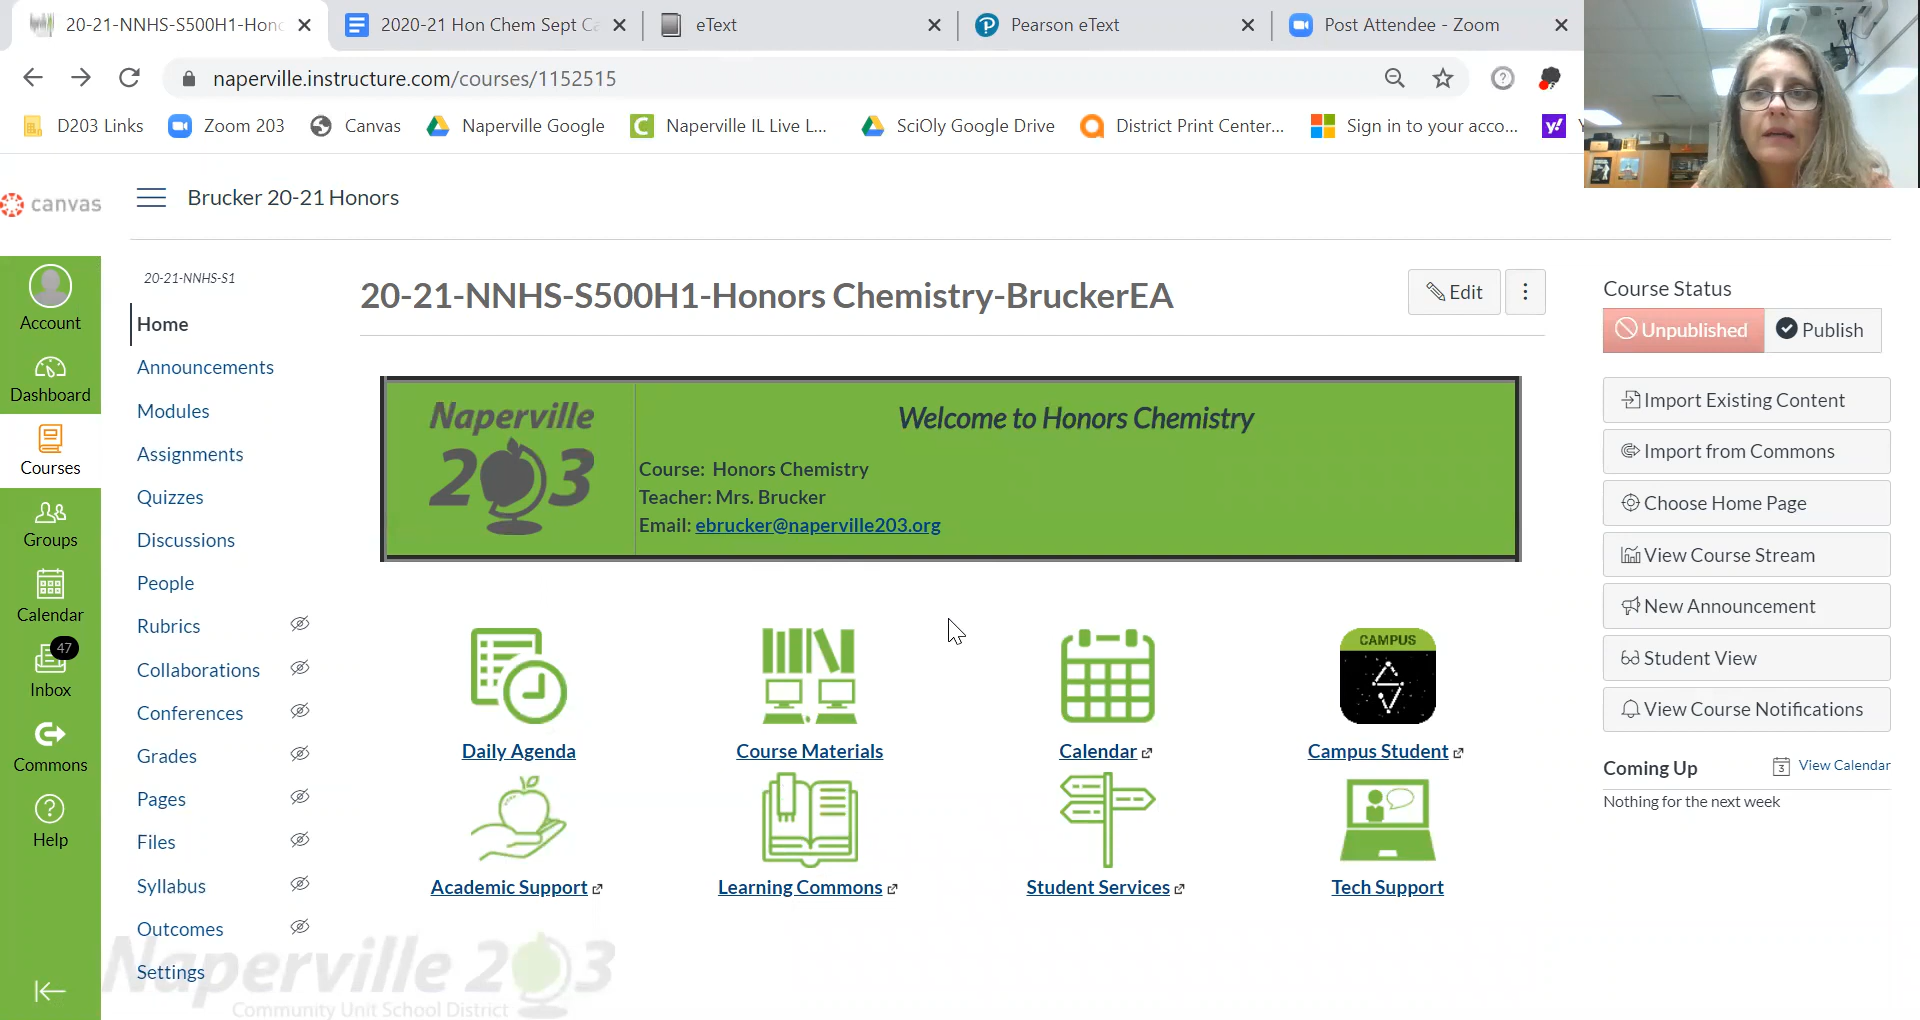 20-21-NNHS-S500H1-Hono
2020-21 Hon Chem Sept Ca
eText
Pearson eText
Post Attendee - Zoom
naperville.instructure.com/courses/1152515
D203 Links
Zoom 203
Canvas
Naperville Google
Naperville IL Live L...
SciOly Google Drive
District Print Center...
Sign in to your acco...
canvas
Brucker 20-21 Honors
Account
Dashboard
Courses
Groups
Calendar
47
Inbox
Commons
Help
20-21-NNHS-S1
Home
Announcements
Modules
Assignments
Quizzes
Discussions
People
Rubrics
Collaborations
Conferences
Grades
Pages
Files
Syllabus
Outcomes
Settings
20-21-NNHS-S500H1-Honors Chemistry-BruckerEA
Edit
Naperville
203
Welcome to Honors Chemistry
Course: Honors Chemistry
Teacher: Mrs. Brucker
Email: ebrucker@naperville203.org
CAMPUS
Daily Agenda
Course Materials
Calendar
Campus Student
Academic Support
Learning Commons
Student Services
Tech Support
Course Status
Unpublished
Publish
Import Existing Content
Import from Commons
Choose Home Page
View Course Stream
New Announcement
Student View
View Course Notifications
Coming Up
3
View Calendar
Nothing for the next week
Naperville 203
Community Unit School District